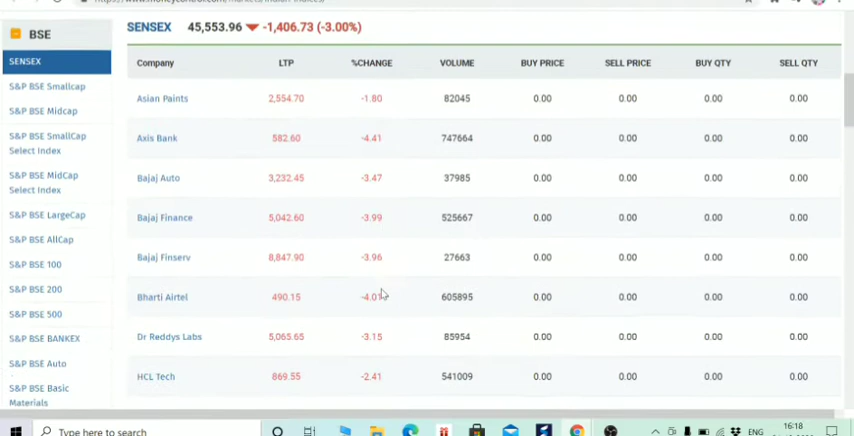 BSE
SENSEX 45,553.96 -1,406.73 (-3.00%)
SENSEX
S&P BSE Smallcap
S&P BSE Midcap
S&P BSE SmallCap
Select Index
S&P BSE MidCap
Select Index
S&P BSE LargeCap
S&P BSE AllCap
S&P BSE 100
S&P BSE 200
S&P BSE 500
S&P BSE BANKEX
S&P BSE Auto
S&P BSE Basic
Materials
Company LTP %CHANGE VOLUME BUY PRICE SELL PRICE BUY QTY SELL QTY
Asian Paints 2,554.70 -1.80 82045 0.00 0.00 0.00 0.00
Axis Bank 582.60 -4.41 747664 0.00 0.00 0.00 0.00
Bajaj Auto 3,232.45 -3.47 37985 0.00 0.00 0.00 0.00
Bajaj Finance 5,042.60 -3.99 525667 0.00 0.00 0.00 0.00
Bajaj Finserv 8,847.90 -3.96 27663 0.00 0.00 0.00 0.00
Bharti Airtel 490.15 -4.01 605895 0.00 0.00 0.00 0.00
Dr Reddys Labs 5,065.65 -3.15 85954 0.00 0.00 0.00 0.00
HCL Tech 869.55 -2.41 541009 0.00 0.00 0.00 0.00
Type here to search
ENG
16:18